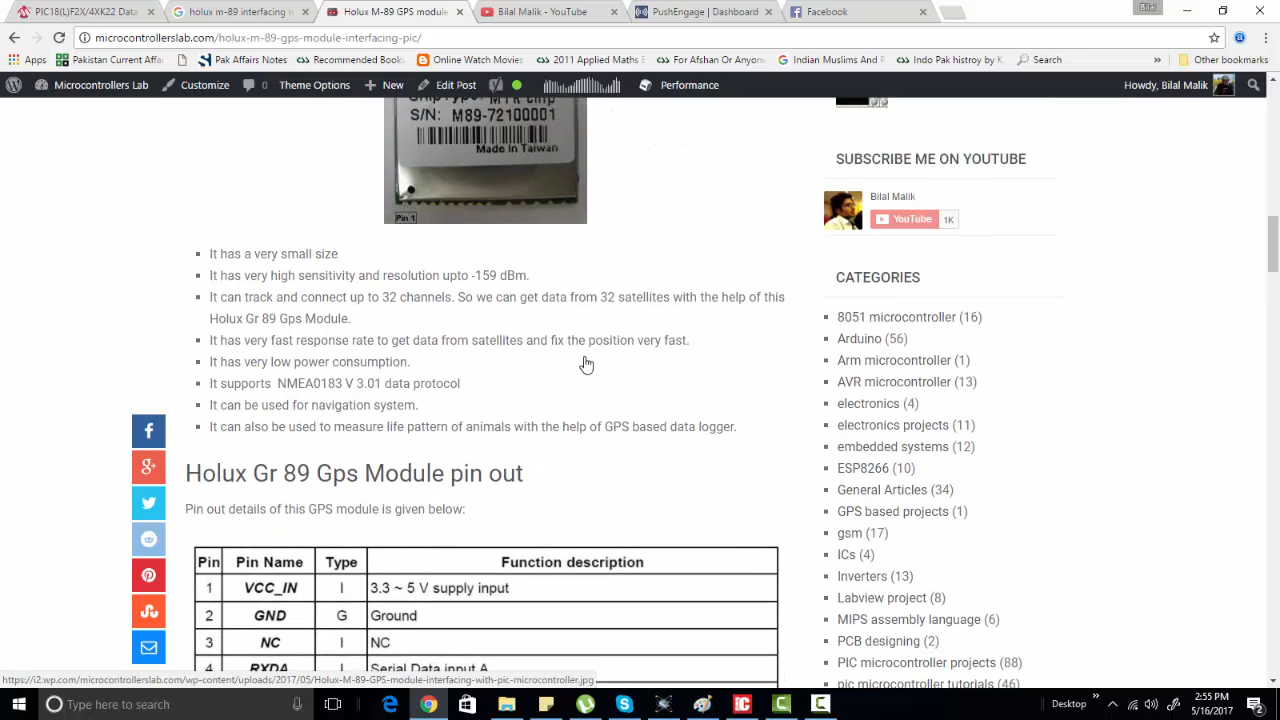 PIC18(L)F2X/4XK22 Data
holux m-89 interfacing
Holux M-89 GPS module
Bilal Malik - YouTube
PushEngage | Dashboard
Facebook
Bilal
microcontrollerslab.com/holux-m-89-gps-module-interfacing-pic/
Apps
Pakistan Current Affa
Pak Affairs Notes
Recommended Book
Online Watch Movie
2011 Applied Maths
For Afshan Or Anyone
Indian Muslims And P
Indo Pak histroy by K
Search
»
Other bookmarks
Microcontrollers Lab
Customize
0
Theme Options
New
Edit Post
Performance
Howdy, Bilal Malik
ChipType: MTK chip
S/N: M89-72100001
Made in Taiwan
Pin 1
It has a very small size
It has very high sensitivity and resolution upto -159 dBm.
It can track and connect up to 32 channels. So we can get data from 32 satellites with the help of this
Holux Gr 89 Gps Module.
It has very fast response rate to get data from satellites and fix the position very fast.
It has very low power consumption.
It supports NMEA0183 V 3.01 data protocol
It can be used for navigation system.
It can also be used to measure life pattern of animals with the help of GPS based data logger.
Holux Gr 89 Gps Module pin out
Pin out details of this GPS module is given below:
Pin Pin Name Type Function description
1 VCC_IN I 3.3 ~ 5 V supply input
2 GND G Ground
3 NC I NC
4 RXDA I Serial Data input A
SUBSCRIBE ME ON YOUTUBE
Bilal Malik
YouTube 1K
CATEGORIES
8051 microcontroller (16)
Arduino (56)
Arm microcontroller (1)
AVR microcontroller (13)
electronics (4)
electronics projects (11)
embedded systems (12)
ESP8266 (10)
General Articles (34)
GPS based projects (1)
gsm (17)
ICs (4)
Inverters (13)
Labview project (8)
MIPS assembly language (6)
PCB designing (2)
PIC microcontroller projects (88)
pic microcontroller tutorials (46)
https://i2.wp.com/microcontrollerslab.com/wp-content/uploads/2017/05/Holux-M-89-GPS-module-interfacing-with-pic-microcontroller.jpg
Type here to search
Desktop
2:55 PM
5/16/2017
2